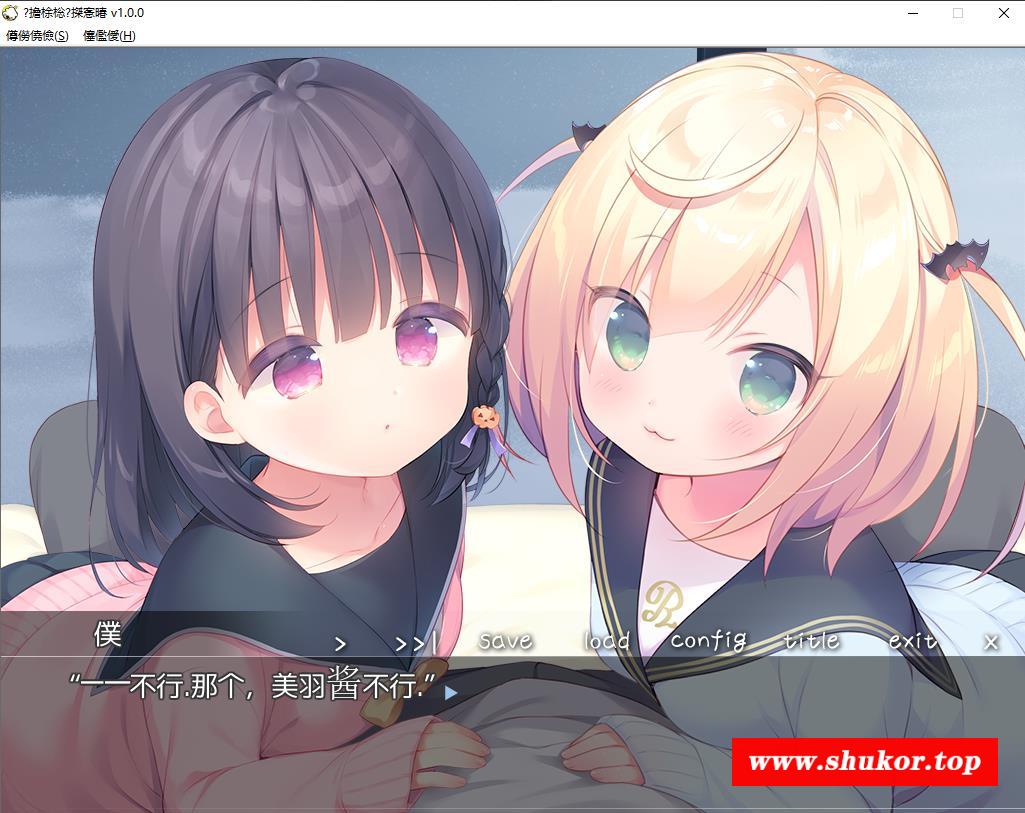 v1.0.0
(S) (H)
僕
> >>| save load config title exit x
“——不行.那个，美羽酱不行.”
www.shukor.top